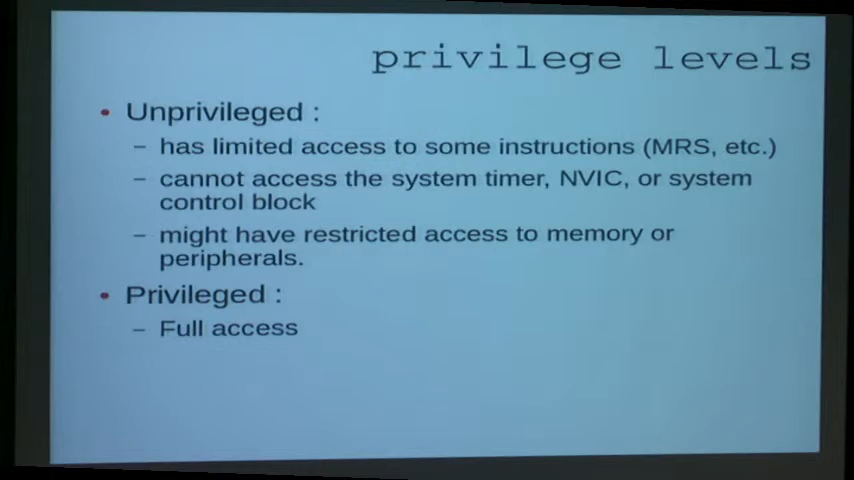 privilege levels
• Unprivileged :
– has limited access to some instructions (MRS, etc.)
– cannot access the system timer, NVIC, or system
control block
– might have restricted access to memory or
peripherals.
• Privileged :
– Full access